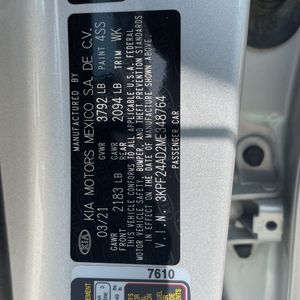 KIA
KIA MOTORS MEXICO S.A. DE C.V.
03/21 GVWR 3792 LB PAINT 4SS
GAWR FRONT 2183 LB GAWR REAR 2094 LB TRIM WK
THIS VEHICLE CONFORMS TO ALL APPLICABLE U.S.A. FEDERAL
MOTOR VEHICLE SAFETY, BUMPER, AND THEFT PREVENTION STANDARDS
IN EFFECT ON THE DATE OF MANUFACTURE SHOWN ABOVE.
V.I.N. : 3KPF24AD2ME348764
PASSENGER CAR
7610